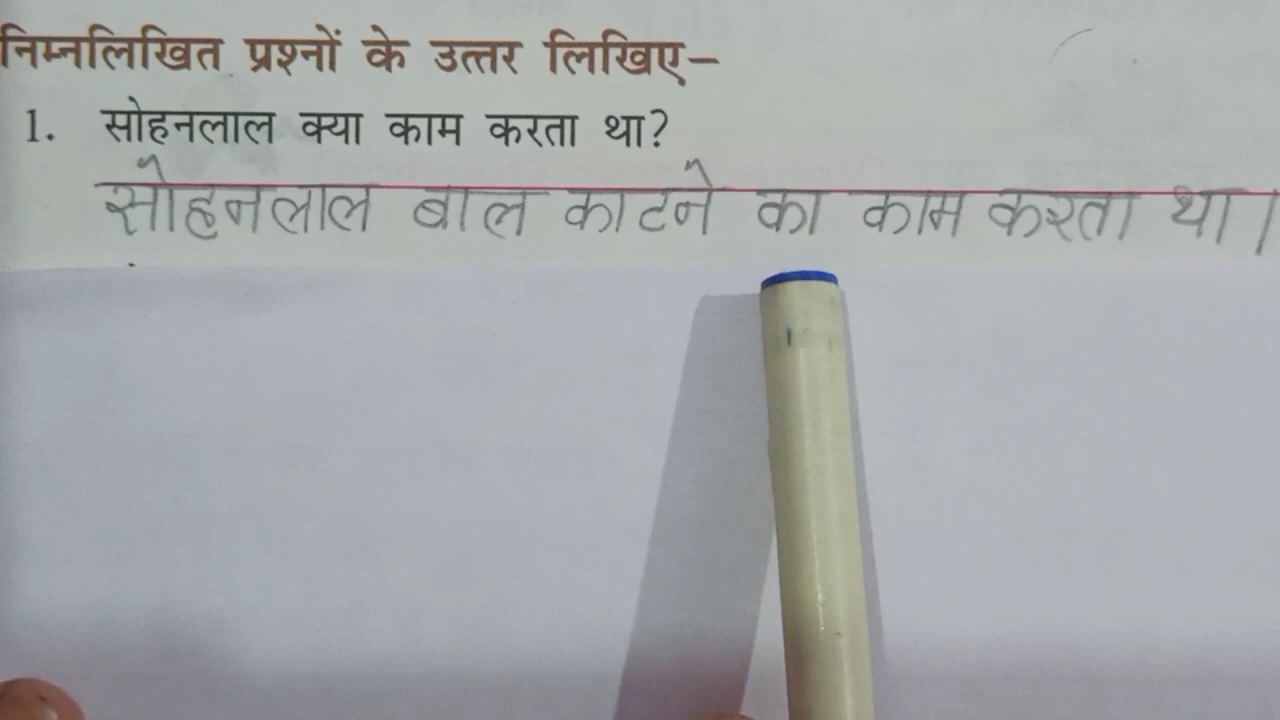 निम्नलिखित प्रश्नों के उत्तर लिखिए–
1. सोहनलाल क्या काम करता था?
सोहनलाल बाल काटने का काम करता था।